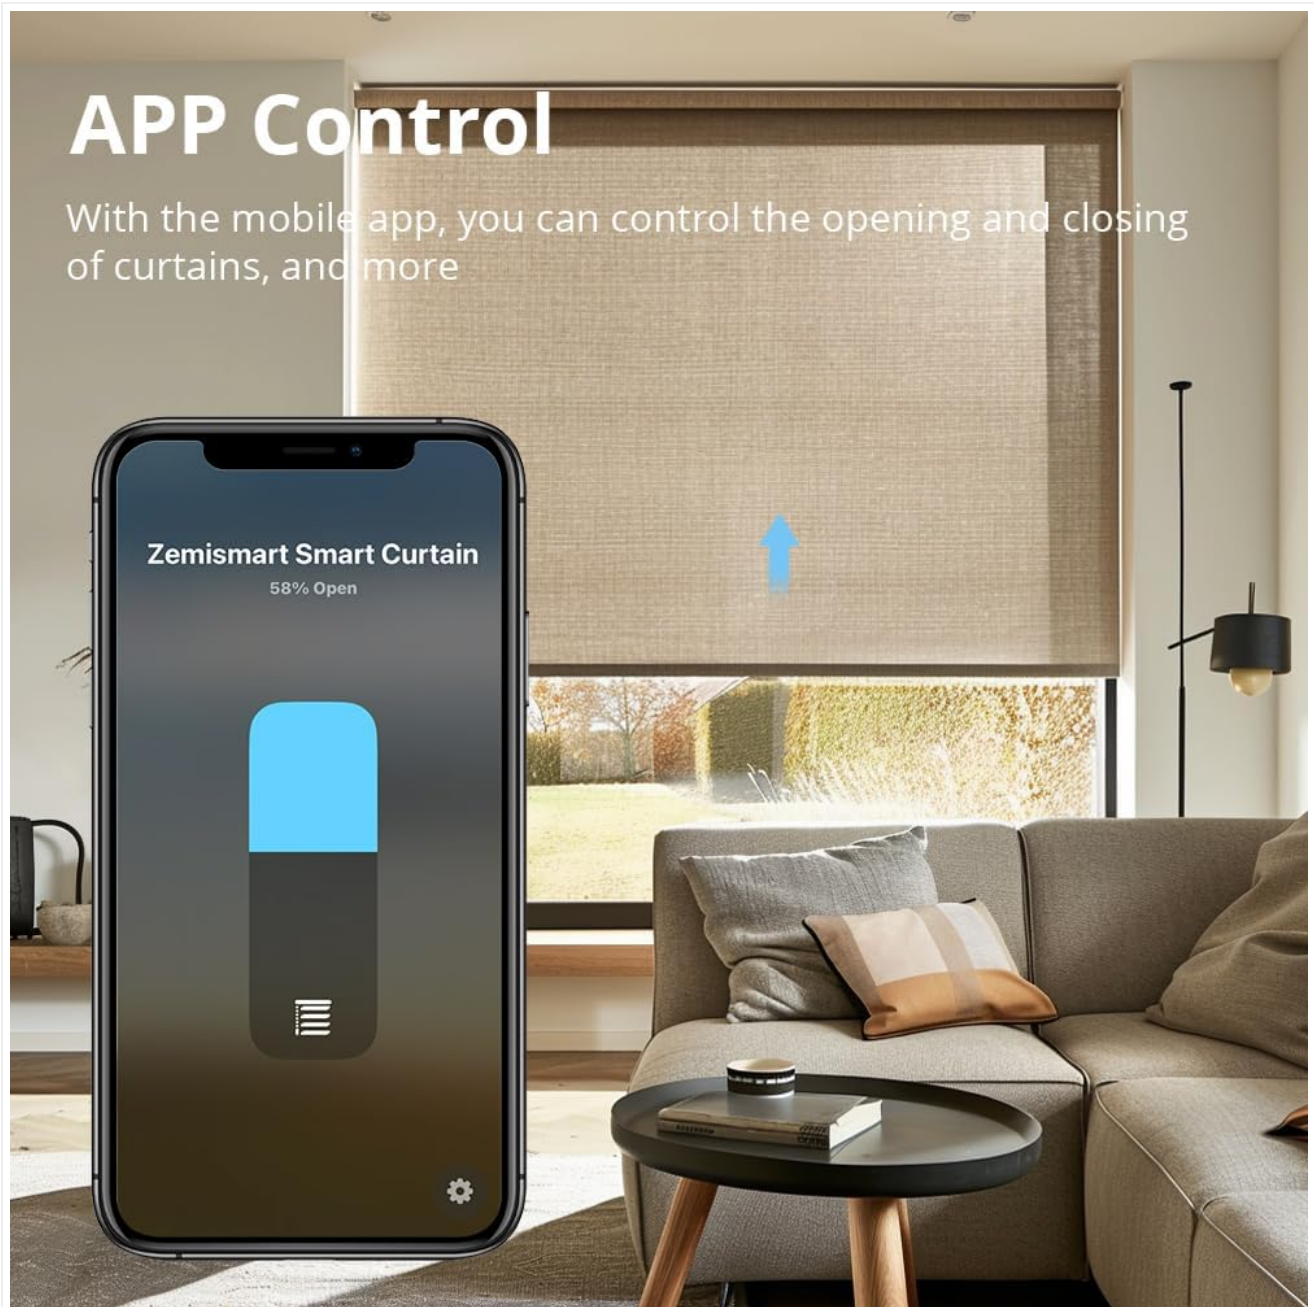 APP Control
With the mobile app, you can control the opening and closing
of curtains, and more
Zemismart Smart Curtain
58% Open